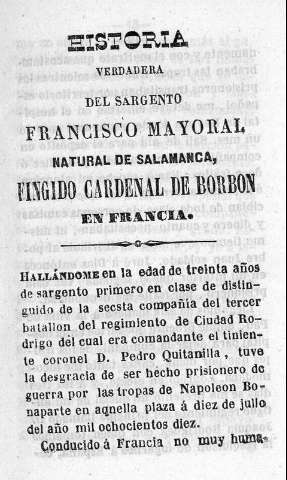 HISTORIA
VERDADERA
DEL SARGENTO
FRANCISCO MAYORAL,
NATURAL DE SALAMANCA,
FINGIDO CARDENAL DE BORBON
EN FRANCIA.
HALLÁNDOME en la edad de treinta años
de sargento primero en clase de distin-
guido de la secsta compañía del tercer
batallon del regimiento de Ciudad Ro-
drigo del cual era comandante el tinien-
te coronel D. Pedro Quitanilla, tuve
la desgracia de ser hecho prisionero de
guerra por las tropas de Napoleon Bo-
naparte en aqnella plaza á diez de julio
del año mil ochocientos diez.
Conducido á Francia no muy huma-